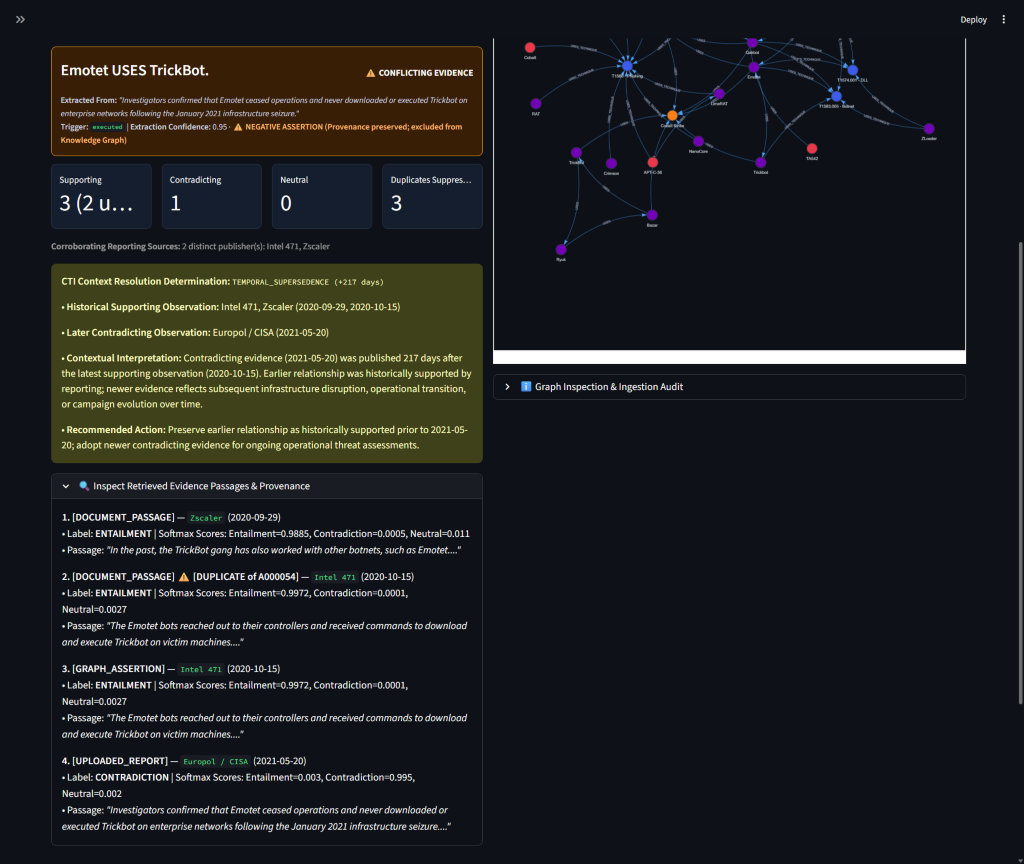 Deploy
Emotet USES TrickBot.
CONFLICTING EVIDENCE
Extracted From: "Investigators confirmed that Emotet ceased operations and never downloaded or executed Trickbot on
enterprise networks following the January 2021 infrastructure seizure."
Trigger: executed | Extraction Confidence: 0.95 · NEGATIVE ASSERTION (Provenance preserved; excluded from
Knowledge Graph)
Supporting
3 (2 u...
Contradicting
1
Neutral
0
Duplicates Suppres...
3
Corroborating Reporting Sources: 2 distinct publisher(s): Intel 471, Zscaler
CTI Context Resolution Determination: TEMPORAL_SUPERSEDENCE (+217 days)
• Historical Supporting Observation: Intel 471, Zscaler (2020-09-29, 2020-10-15)
• Later Contradicting Observation: Europol / CISA (2021-05-20)
• Contextual Interpretation: Contradicting evidence (2021-05-20) was published 217 days after
the latest supporting observation (2020-10-15). Earlier relationship was historically supported by
reporting; newer evidence reflects subsequent infrastructure disruption, operational transition,
or campaign evolution over time.
• Recommended Action: Preserve earlier relationship as historically supported prior to 2021-05-
20; adopt newer contradicting evidence for ongoing operational threat assessments.
Inspect Retrieved Evidence Passages & Provenance
1. [DOCUMENT_PASSAGE] — Zscaler (2020-09-29)
• Label: ENTAILMENT | Softmax Scores: Entailment=0.9885, Contradiction=0.0005, Neutral=0.011
• Passage: "In the past, the TrickBot gang has also worked with other botnets, such as Emotet...."
2. [DOCUMENT_PASSAGE] [DUPLICATE of A000054] — Intel 471 (2020-10-15)
• Label: ENTAILMENT | Softmax Scores: Entailment=0.9972, Contradiction=0.0001,
Neutral=0.0027
• Passage: "The Emotet bots reached out to their controllers and received commands to download
and execute Trickbot on victim machines...."
3. [GRAPH_ASSERTION] — Intel 471 (2020-10-15)
• Label: ENTAILMENT | Softmax Scores: Entailment=0.9972, Contradiction=0.0001,
Neutral=0.0027
• Passage: "The Emotet bots reached out to their controllers and received commands to download
and execute Trickbot on victim machines...."
4. [UPLOADED_REPORT] — Europol / CISA (2021-05-20)
• Label: CONTRADICTION | Softmax Scores: Entailment=0.003, Contradiction=0.995,
Neutral=0.002
• Passage: "Investigators confirmed that Emotet ceased operations and never downloaded or
executed Trickbot on enterprise networks following the January 2021 infrastructure seizure...."
Cobalt
RAT
Cobalt Strike
NanoCore
Crimson
APT-C-36
Trickbot
TA542
ZLoader
Bazar
Ryuk
Graph Inspection & Ingestion Audit